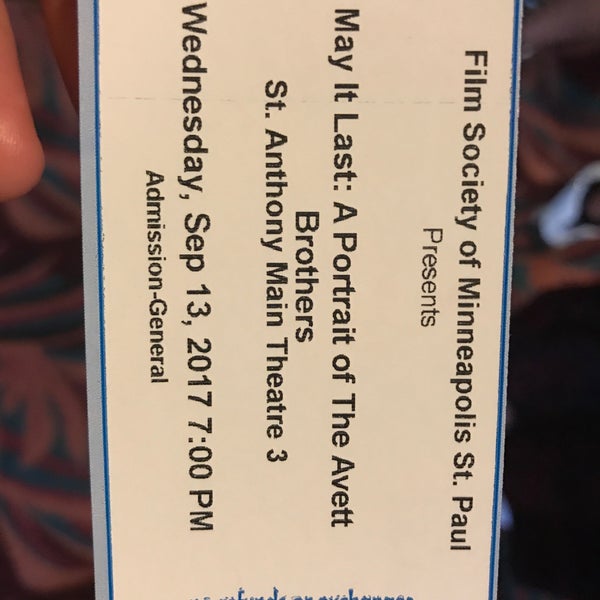 Film Society of Minneapolis St. Paul
Presents
May It Last: A Portrait of The Avett
Brothers
St. Anthony Main Theatre 3
Wednesday, Sep 13, 2017 7:00 PM
Admission-General